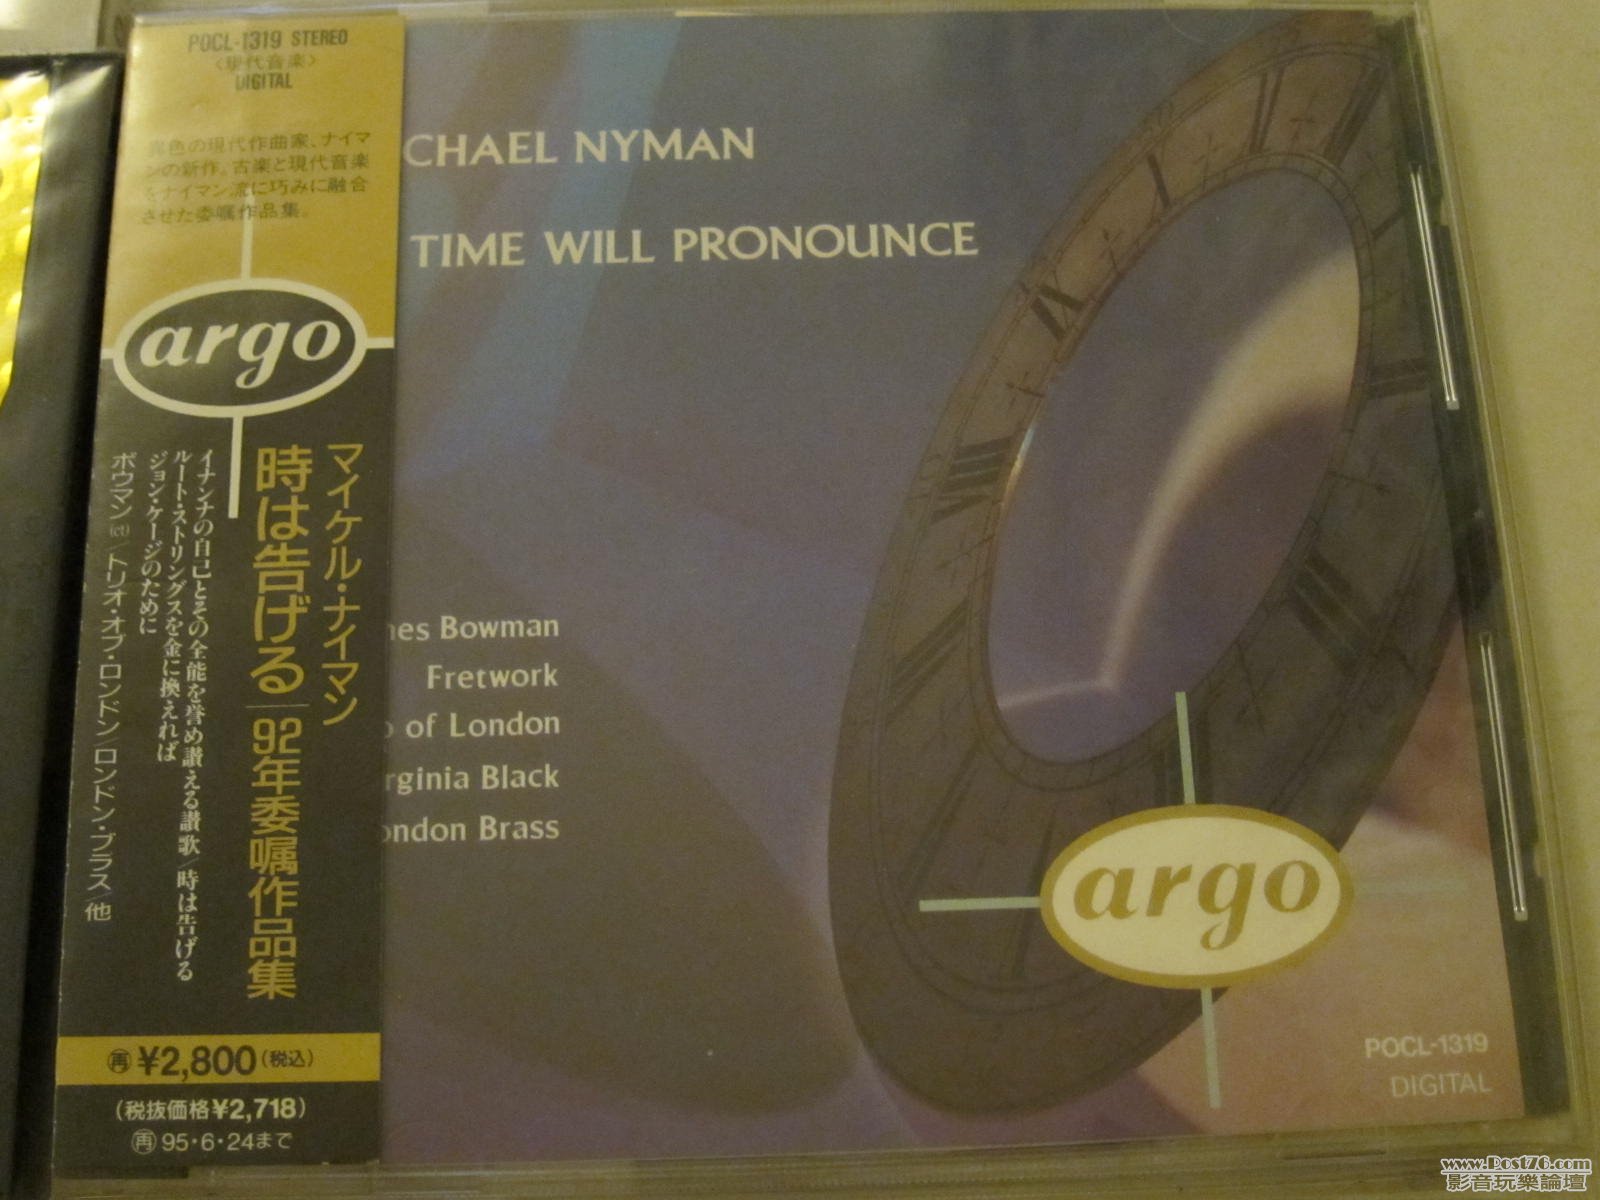 POCL-1319 STEREO
〈現代音楽〉
DIGITAL
異色の現代作曲家、ナイマ
ンの新作。古楽と現代音楽
をナイマン流に巧みに融合
させた委嘱作品集。
argo
マイケル・ナイマン
時は告げる 92年委嘱作品集
イナンナの自己とその全能を誉め讃える讃歌/時は告げる
ルート・ストリングスを金に換えれば
ジョン・ケージのために
ボウマン(ct)/トリオ・オブ・ロンドン/ロンドン・ブラス/他
再 ¥2,800(税込)
(税抜価格¥2,718)
再 95・6・24まで
CHAEL NYMAN
TIME WILL PRONOUNCE
mes Bowman
Fretwork
o of London
rginia Black
ondon Brass
argo
POCL-1319
DIGITAL
www.Post76.com
影音玩樂論壇